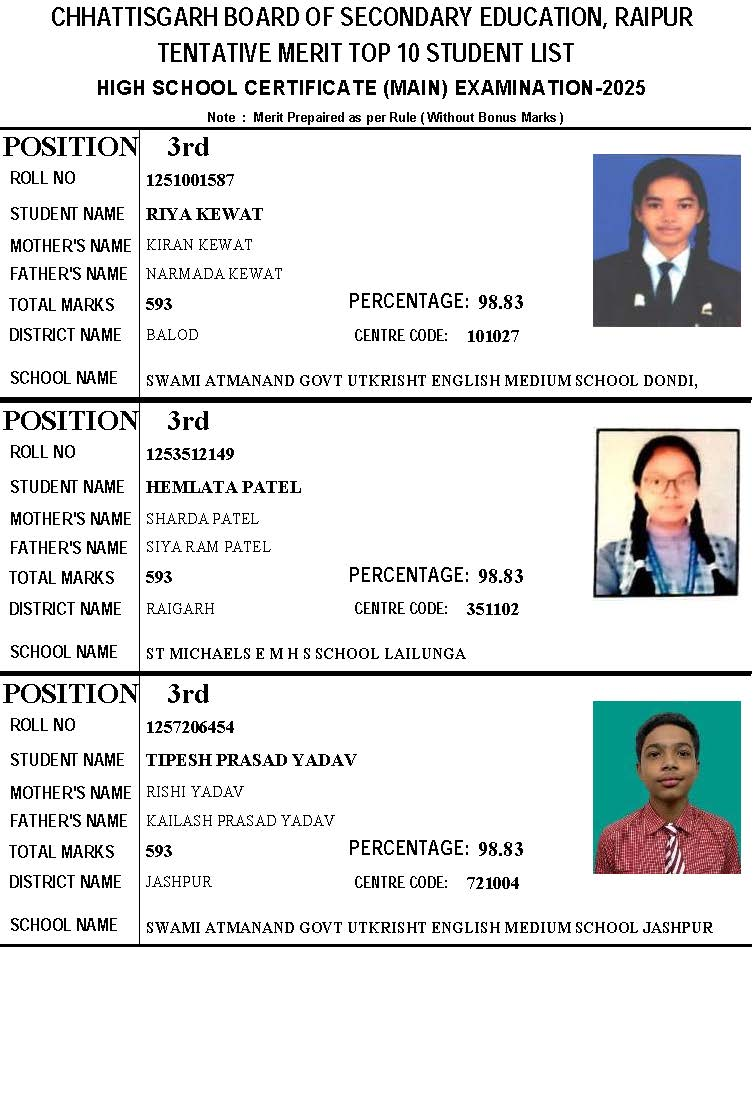 CHHATTISGARH BOARD OF SECONDARY EDUCATION, RAIPUR
TENTATIVE MERIT TOP 10 STUDENT LIST
HIGH SCHOOL CERTIFICATE (MAIN) EXAMINATION-2025
Note : Merit Prepaired as per Rule ( Without Bonus Marks )
POSITION 3rd
ROLL NO 1251001587
STUDENT NAME RIYA KEWAT
MOTHER'S NAME KIRAN KEWAT
FATHER'S NAME NARMADA KEWAT
TOTAL MARKS 593 PERCENTAGE: 98.83
DISTRICT NAME BALOD CENTRE CODE: 101027
SCHOOL NAME SWAMI ATMANAND GOVT UTKRISHT ENGLISH MEDIUM SCHOOL DONDI,
POSITION 3rd
ROLL NO 1253512149
STUDENT NAME HEMLATA PATEL
MOTHER'S NAME SHARDA PATEL
FATHER'S NAME SIYA RAM PATEL
TOTAL MARKS 593 PERCENTAGE: 98.83
DISTRICT NAME RAIGARH CENTRE CODE: 351102
SCHOOL NAME ST MICHAELS E M H S SCHOOL LAILUNGA
POSITION 3rd
ROLL NO 1257206454
STUDENT NAME TIPESH PRASAD YADAV
MOTHER'S NAME RISHI YADAV
FATHER'S NAME KAILASH PRASAD YADAV
TOTAL MARKS 593 PERCENTAGE: 98.83
DISTRICT NAME JASHPUR CENTRE CODE: 721004
SCHOOL NAME SWAMI ATMANAND GOVT UTKRISHT ENGLISH MEDIUM SCHOOL JASHPUR